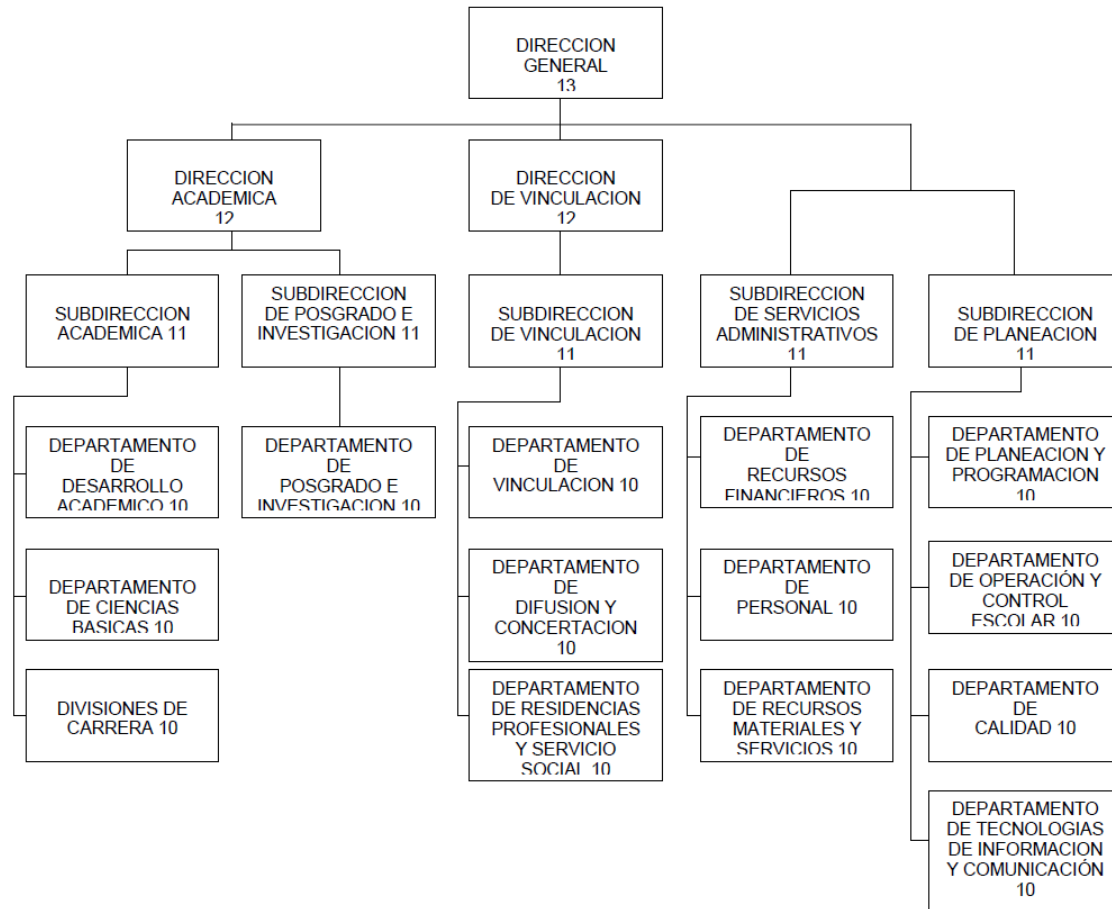 DIRECCION
GENERAL
13
DIRECCION
ACADEMICA
12
DIRECCION
DE VINCULACION
12
SUBDIRECCION
ACADEMICA 11
SUBDIRECCION
DE POSGRADO E
INVESTIGACION 11
SUBDIRECCION
DE VINCULACION
11
SUBDIRECCION
DE SERVICIOS
ADMINISTRATIVOS
11
SUBDIRECCION
DE PLANEACION
11
DEPARTAMENTO
DE
DESARROLLO
ACADEMICO 10
DEPARTAMENTO
DE
POSGRADO E
INVESTIGACION 10
DEPARTAMENTO
DE
VINCULACION 10
DEPARTAMENTO
DE
RECURSOS
FINANCIEROS 10
DEPARTAMENTO
DE PLANEACION Y
PROGRAMACION
10
DEPARTAMENTO
DE CIENCIAS
BASICAS 10
DEPARTAMENTO
DE
DIFUSION Y
CONCERTACION
10
DEPARTAMENTO
DE
PERSONAL 10
DEPARTAMENTO
DE OPERACIÓN Y
CONTROL
ESCOLAR 10
DIVISIONES DE
CARRERA 10
DEPARTAMENTO
DE RESIDENCIAS
PROFESIONALES
Y SERVICIO
SOCIAL 10
DEPARTAMENTO
DE RECURSOS
MATERIALES Y
SERVICIOS 10
DEPARTAMENTO
DE
CALIDAD 10
DEPARTAMENTO
DE TECNOLOGIAS
DE INFORMACION
Y COMUNICACIÓN
10